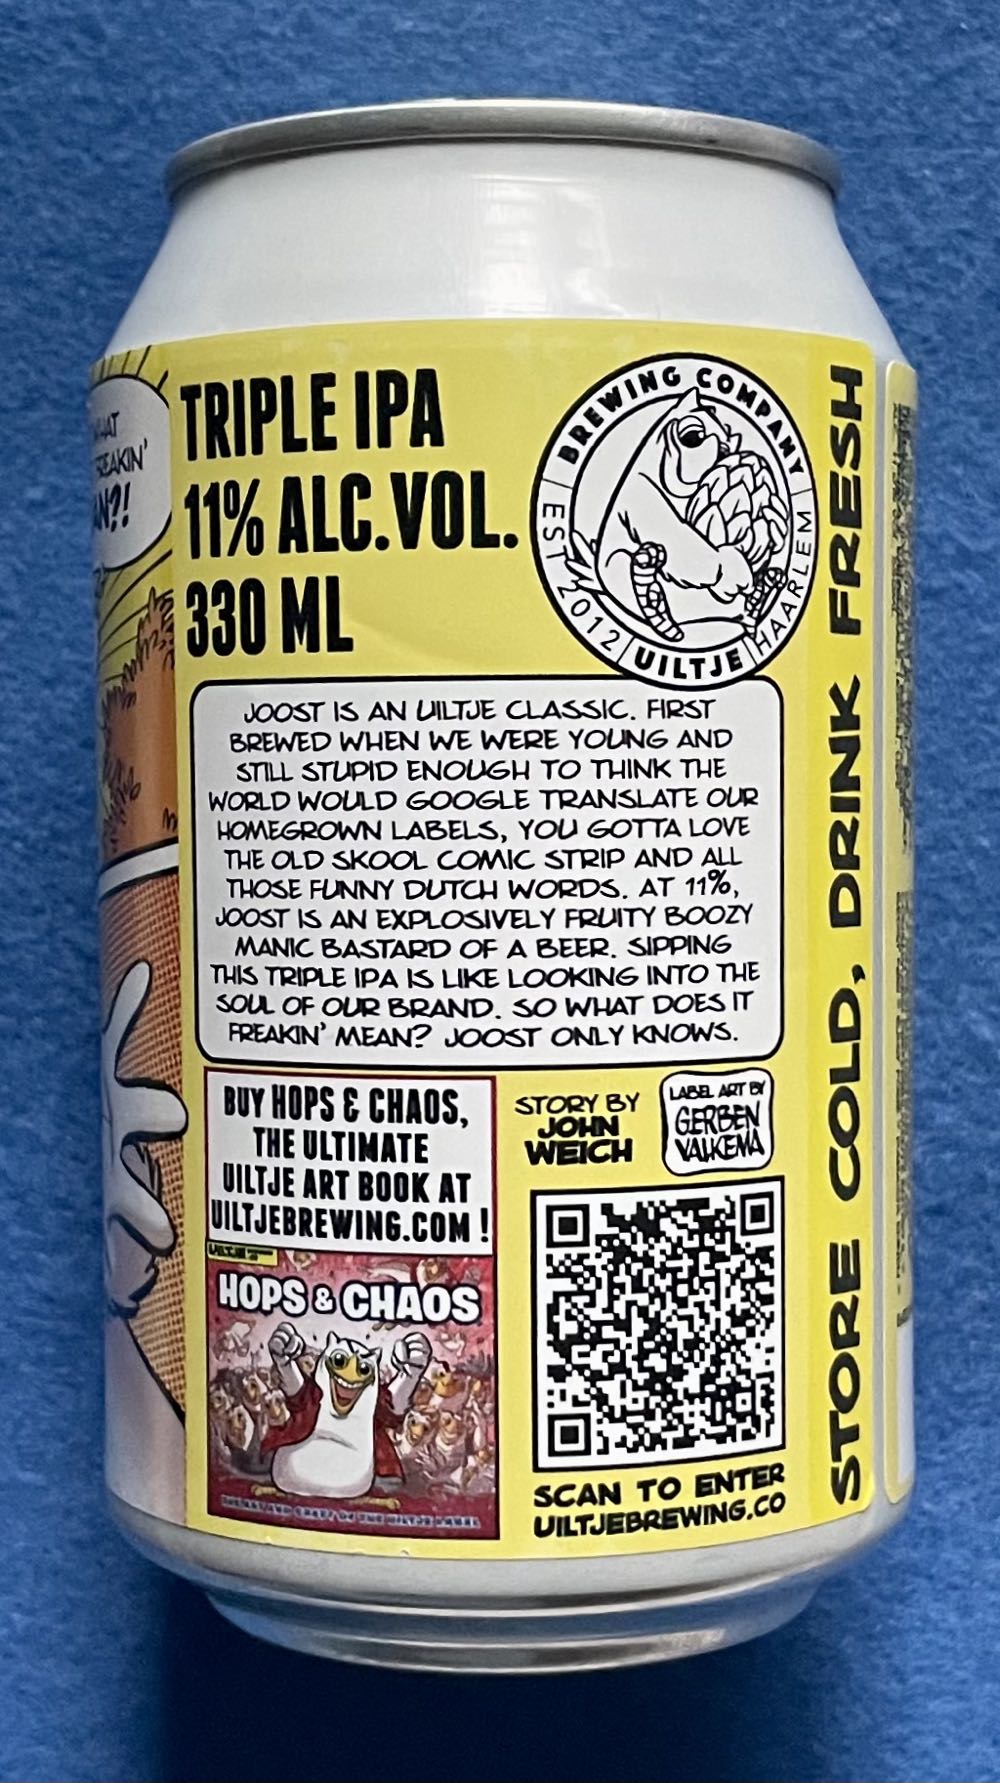 TRIPLE IPA
11% ALC.VOL.
330 ML
BREWING COMPANY
EST 2012
UILTJE
HAARLEM
JOOST IS AN UILTJE CLASSIC. FIRST
BREWED WHEN WE WERE YOUNG AND
STILL STUPID ENOUGH TO THINK THE
WORLD WOULD GOOGLE TRANSLATE OUR
HOMEGROWN LABELS, YOU GOTTA LOVE
THE OLD SKOOL COMIC STRIP AND ALL
THOSE FUNNY DUTCH WORDS. AT 11%,
JOOST IS AN EXPLOSIVELY FRUITY BOOZY
MANIC BASTARD OF A BEER. SIPPING
THIS TRIPLE IPA IS LIKE LOOKING INTO THE
SOUL OF OUR BRAND. SO WHAT DOES IT
FREAKIN' MEAN? JOOST ONLY KNOWS.
BUY HOPS & CHAOS,
THE ULTIMATE
UILTJE ART BOOK AT
UILTJEBREWING.COM !
UILTJE
HOPS & CHAOS
STORY BY
JOHN
WEICH
LABEL ART BY
GERBEN
VALKEMA
SCAN TO ENTER
UILTJEBREWING.CO
STORE COLD, DRINK FRESH